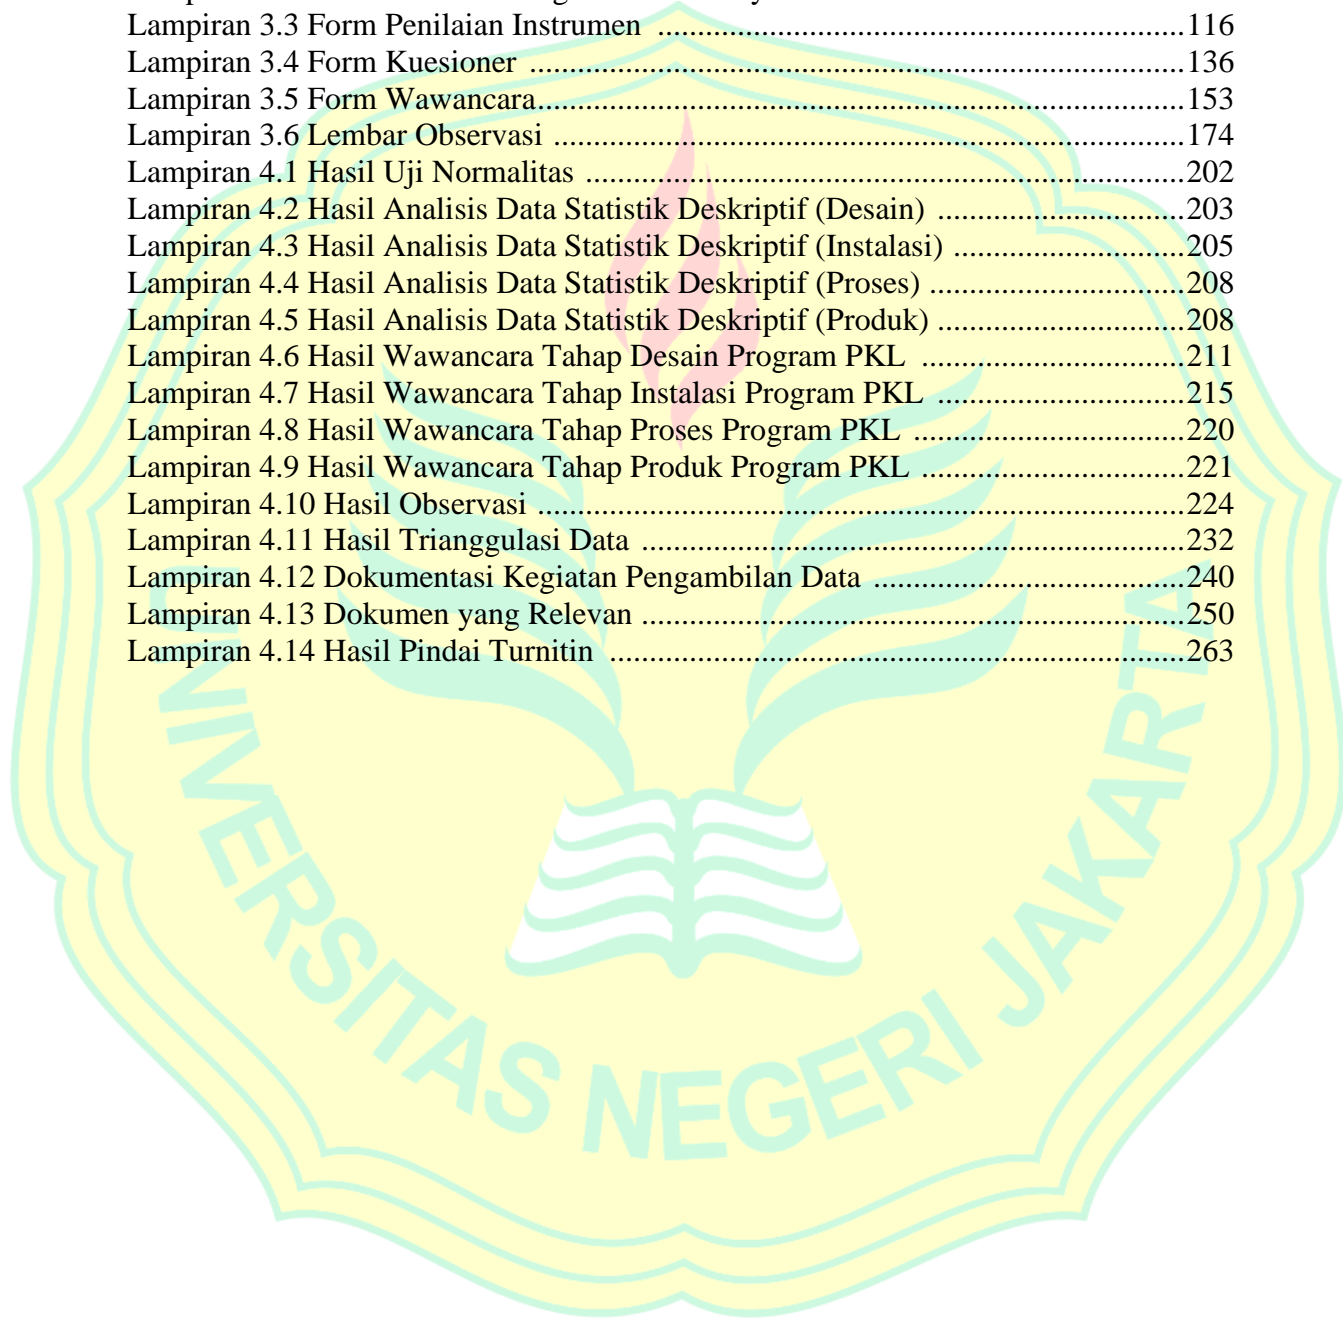 Lampiran 3.3 Form Penilaian Instrumen ................................................................116
Lampiran 3.4 Form Kuesioner ................................................................................136
Lampiran 3.5 Form Wawancara...............................................................................153
Lampiran 3.6 Lembar Observasi .............................................................................174
Lampiran 4.1 Hasil Uji Normalitas .........................................................................202
Lampiran 4.2 Hasil Analisis Data Statistik Deskriptif (Desain) ..............................203
Lampiran 4.3 Hasil Analisis Data Statistik Deskriptif (Instalasi) ............................205
Lampiran 4.4 Hasil Analisis Data Statistik Deskriptif (Proses) ...............................208
Lampiran 4.5 Hasil Analisis Data Statistik Deskriptif (Produk) ..............................208
Lampiran 4.6 Hasil Wawancara Tahap Desain Program PKL ................................211
Lampiran 4.7 Hasil Wawancara Tahap Instalasi Program PKL ..............................215
Lampiran 4.8 Hasil Wawancara Tahap Proses Program PKL .................................220
Lampiran 4.9 Hasil Wawancara Tahap Produk Program PKL ................................221
Lampiran 4.10 Hasil Observasi ...............................................................................224
Lampiran 4.11 Hasil Trianggulasi Data ..................................................................232
Lampiran 4.12 Dokumentasi Kegiatan Pengambilan Data ......................................240
Lampiran 4.13 Dokumen yang Relevan ..................................................................250
Lampiran 4.14 Hasil Pindai Turnitin ......................................................................263
UNIVERSITAS NEGERI JAKARTA